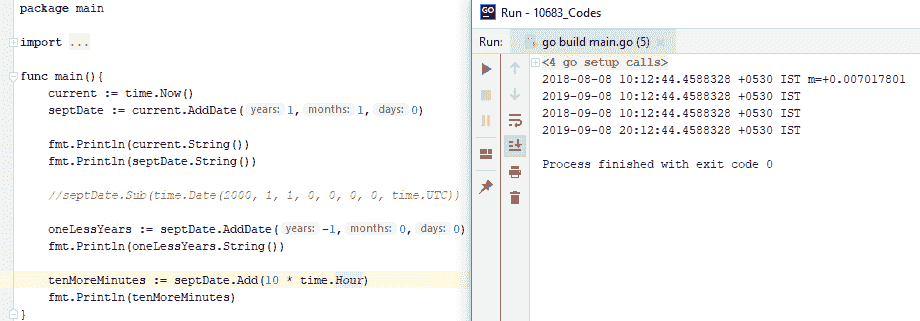 package main
import ...
func main(){
current := time.Now()
septDate := current.AddDate( years: 1, months: 1, days: 0)
fmt.Println(current.String())
fmt.Println(septDate.String())
//septDate.Sub(time.Date(2000, 1, 1, 0, 0, 0, 0, time.UTC))
oneLessYears := septDate.AddDate( years: -1, months: 0, days: 0)
fmt.Println(oneLessYears.String())
tenMoreMinutes := septDate.Add(10 * time.Hour)
fmt.Println(tenMoreMinutes)
}
GO
Run - 10683_Codes
Run:
go build main.go (5)
<4 go setup calls>
2018-08-08 10:12:44.4588328 +0530 IST m=+0.007017801
2019-09-08 10:12:44.4588328 +0530 IST
2018-09-08 10:12:44.4588328 +0530 IST
2019-09-08 20:12:44.4588328 +0530 IST
Process finished with exit code 0